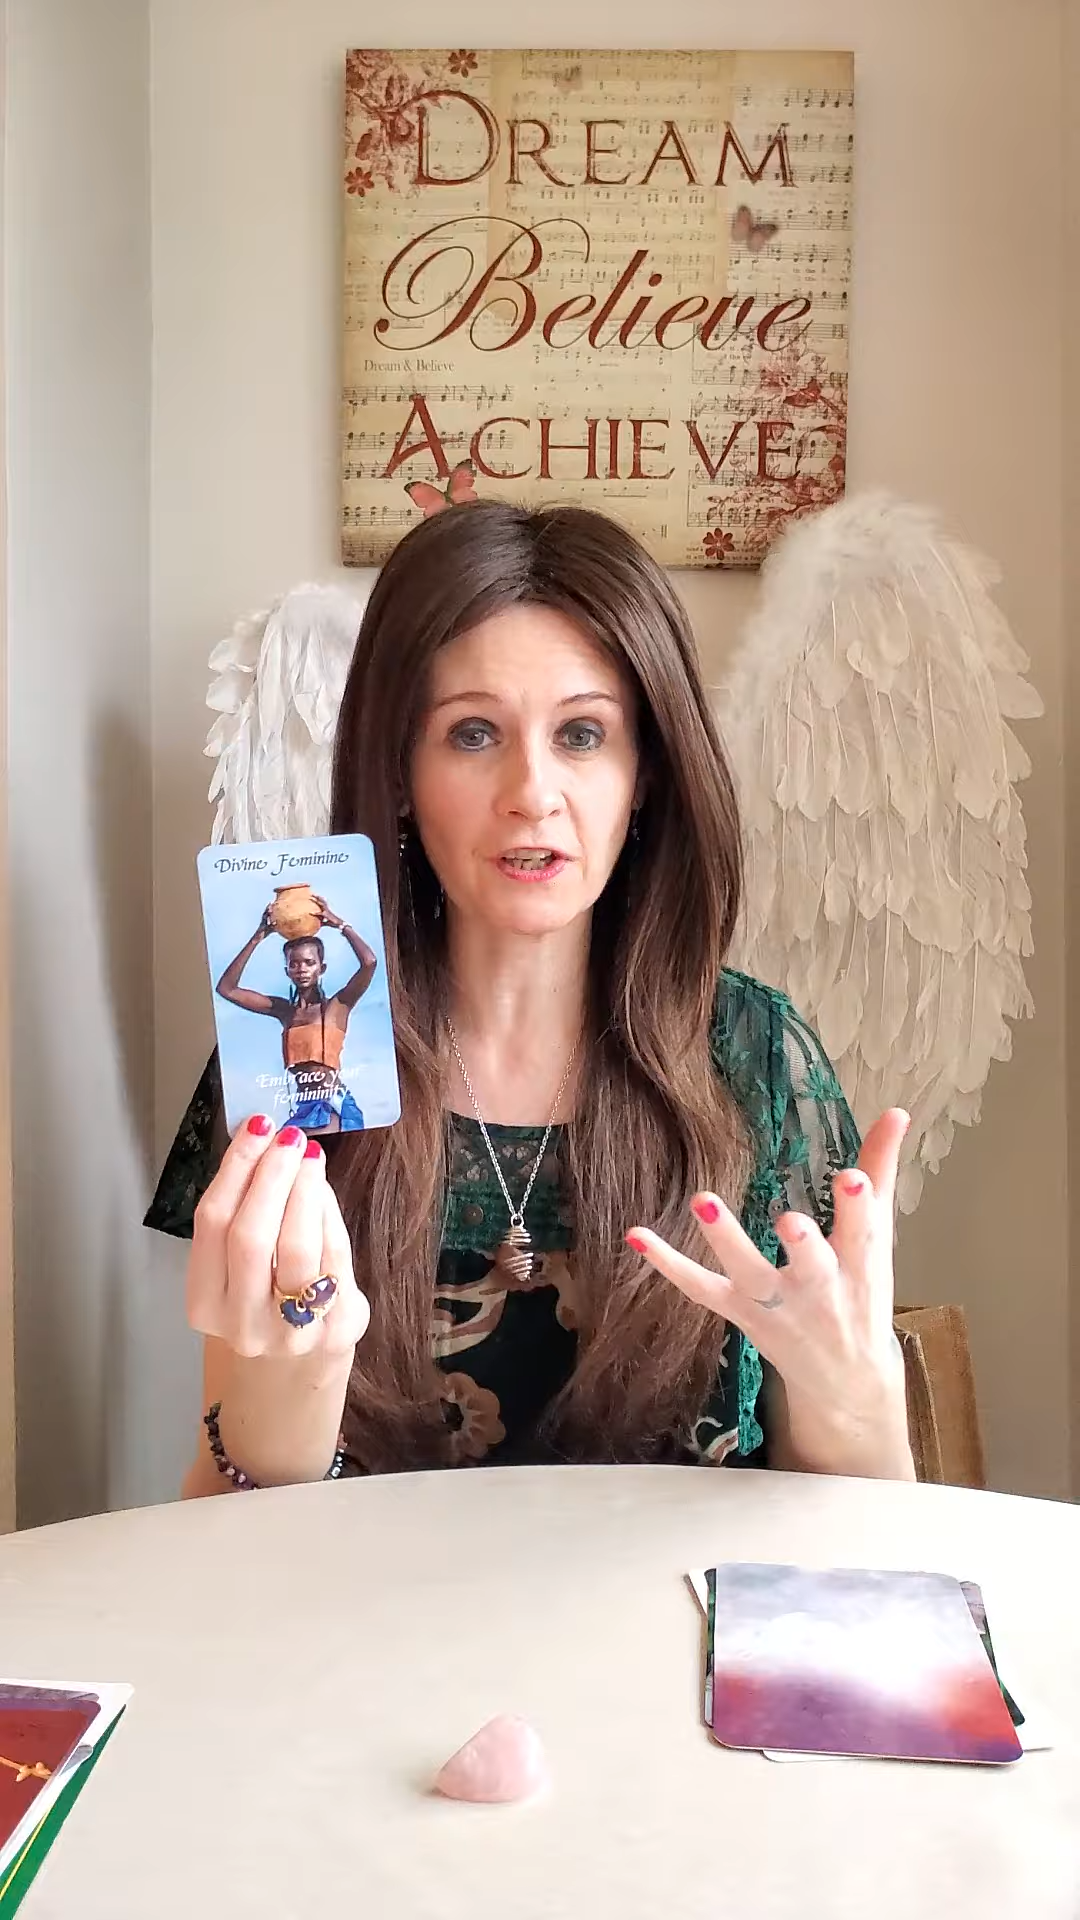 DREAM
Believe
Dream & Believe
ACHIEVE
Divine Feminine
Embrace your
femininity